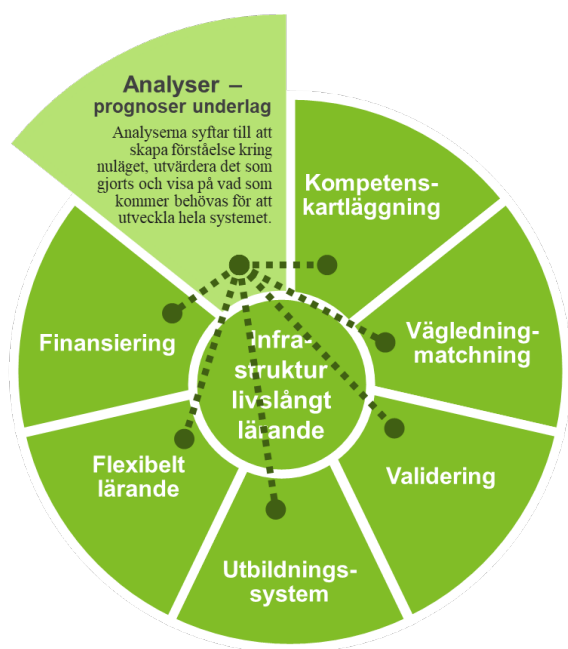 Analyser –
prognoser underlag
Analyserna syftar till att
skapa förståelse kring
nuläget, utvärdera det som
gjorts och visa på vad som
kommer behövas för att
utveckla hela systemet.
Kompetens-
kartläggning
Vägledning-
matchning
Validering
Utbildnings-
system
Flexibelt
lärande
Finansiering
Infra-
struktur
livslångt
lärande